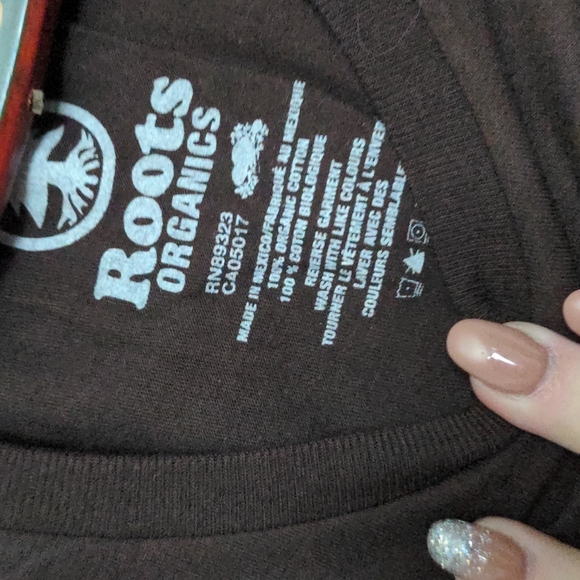 Roots
ORGANICS
RN89323
CA05017
MADE IN MEXICO/FABRIQUÉ AU MEXIQUE
100% ORGANIC COTTON
100 % COTON BIOLOGIQUE
REVERSE GARMENT
WASH WITH LIKE COLOURS
TOURNER LE VÊTEMENT À L'ENVERS
LAVER AVEC DES
COULEURS SEMBLABLES